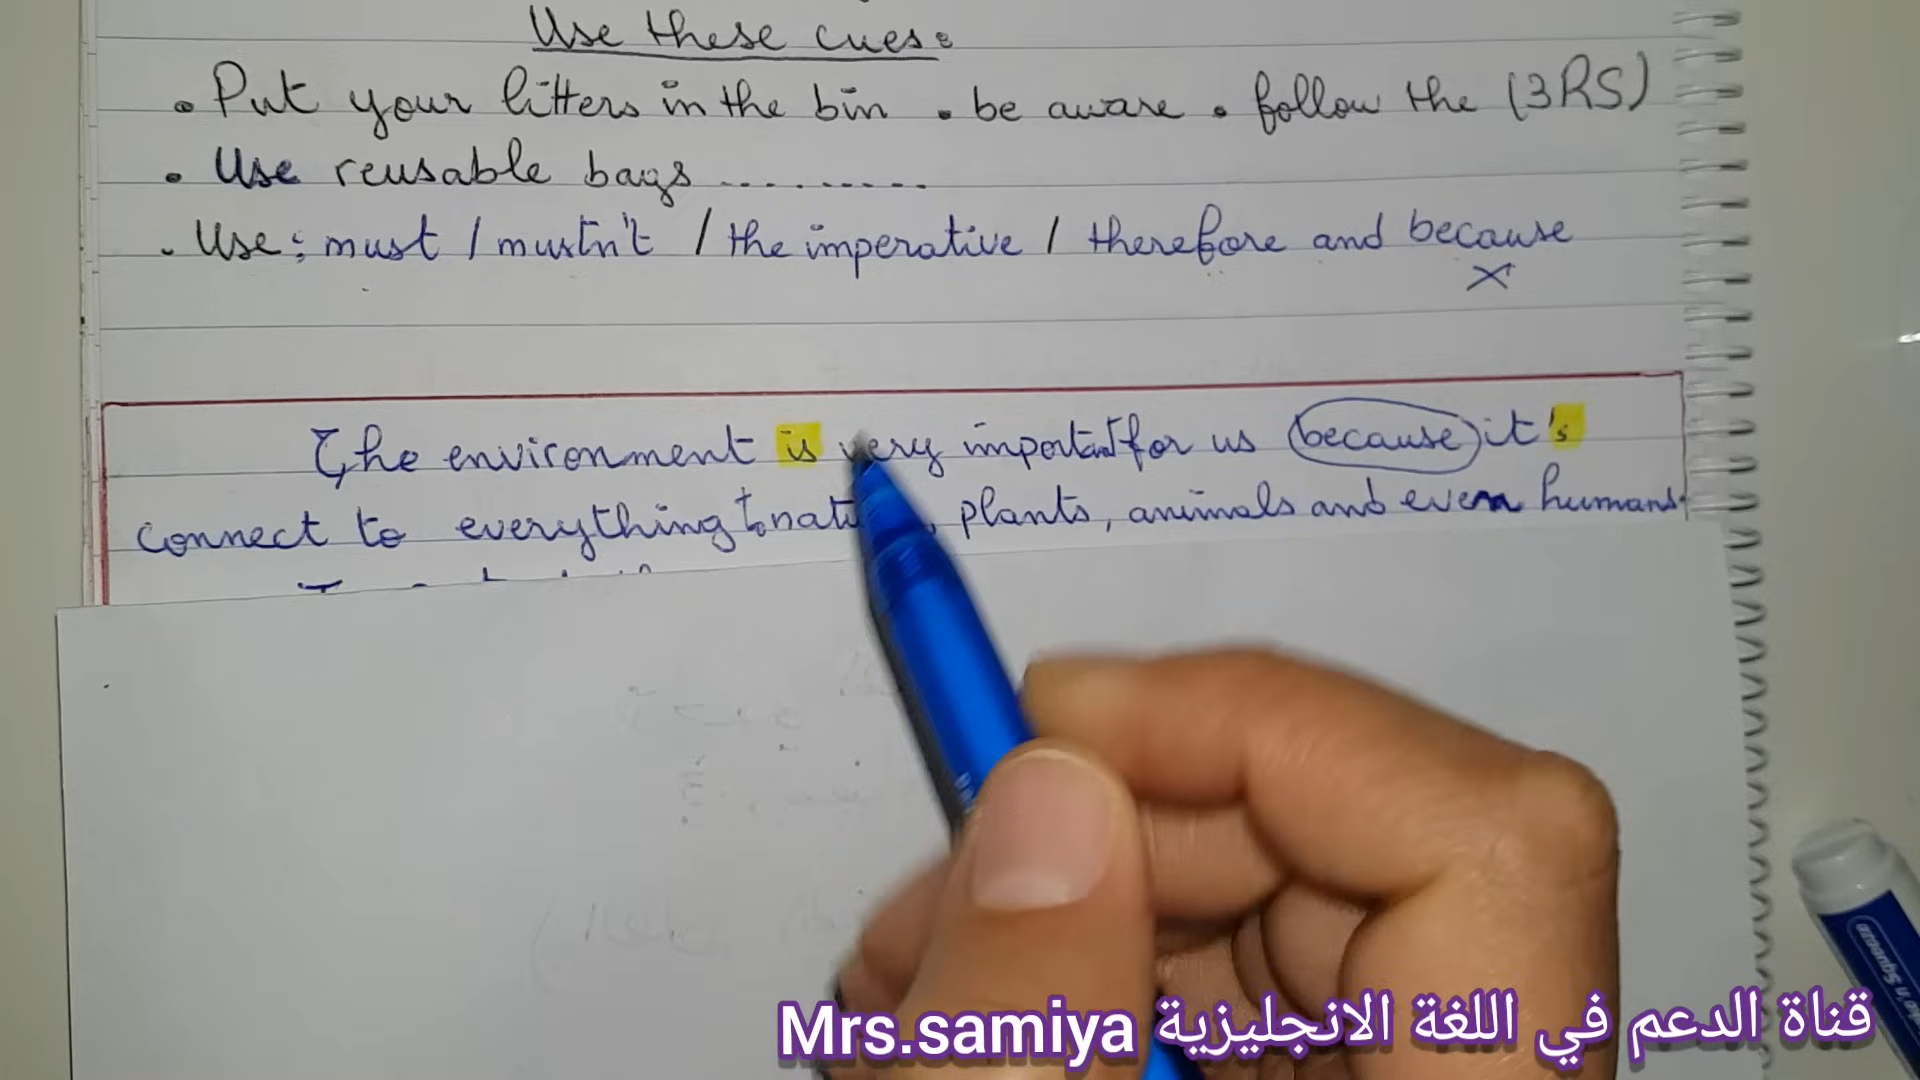 Use these cues:
• Put your litters in the bin • be aware • follow the (3RS)
• Use reusable bags .........
• Use: must / mustn't / the imperative / therefore and because
x
The environment is very important for us because it's
connect to everything to plants, animals and even humans
Mrs.samiya قناة الدعم في اللغة الانجليزية